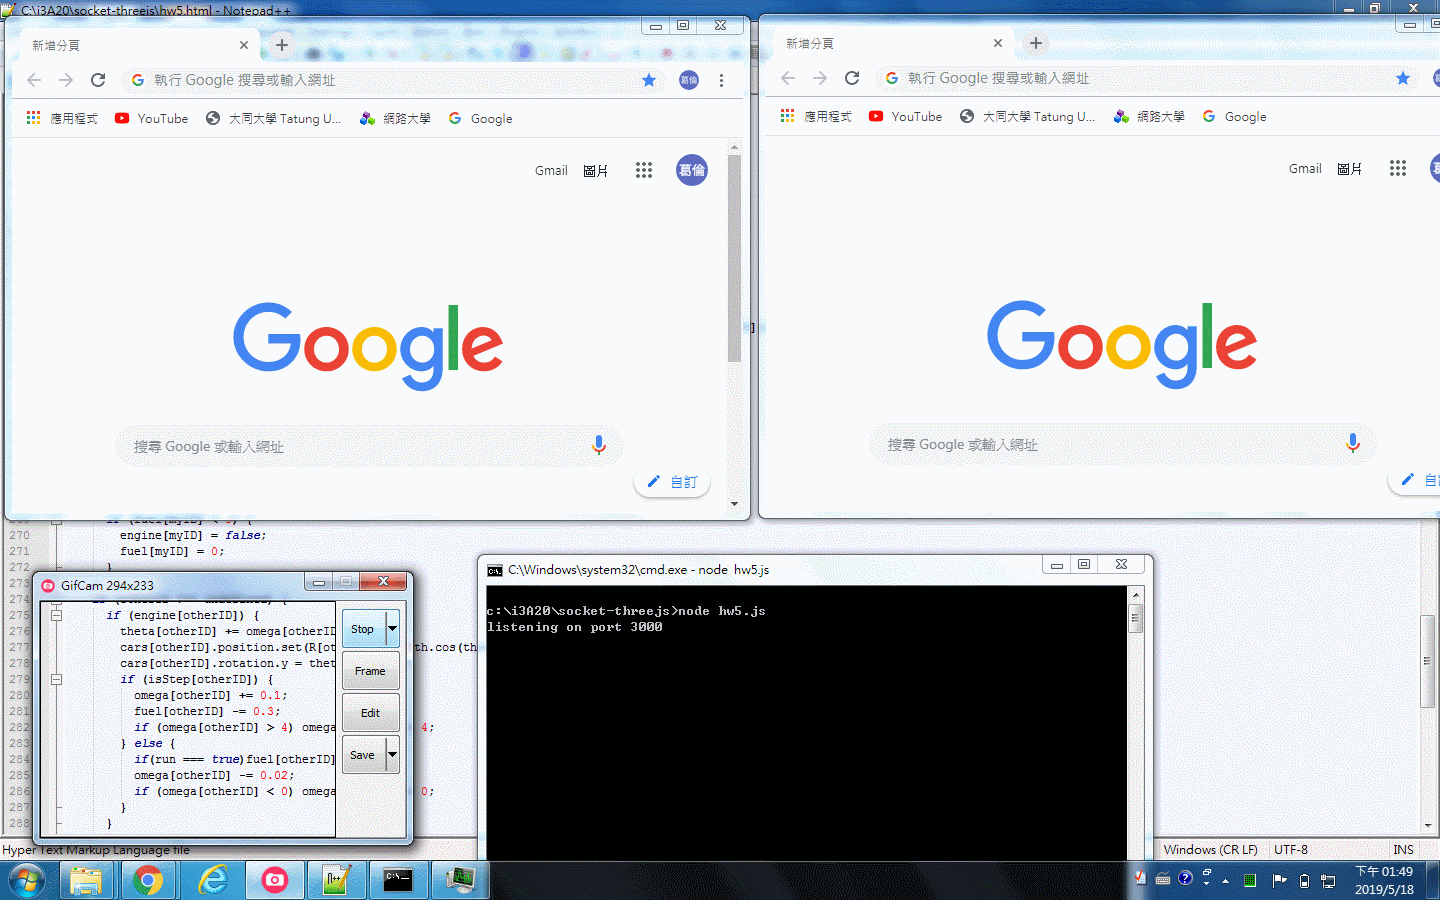 C:\i3A20\socket-threejs\hw5.html - Notepad++
新增分頁
執行 Google 搜尋或輸入網址
葛倫
應用程式
YouTube
大同大學 Tatung U...
網路大學
Google
Gmail
圖片
葛倫
Google
搜尋 Google 或輸入網址
自訂
新增分頁
執行 Google 搜尋或輸入網址
應用程式
YouTube
大同大學 Tatung U...
網路大學
Google
Gmail
圖片
Google
搜尋 Google 或輸入網址
]
270 engine[myID] = false;
271 fuel[myID] = 0;
272 }
273
GifCam 294x233
Stop
Frame
Edit
Save
274
275 if (engine[otherID]) {
276 theta[otherID] += omega[otherID
277 cars[otherID].position.set(R[ot th.cos(th
278 cars[otherID].rotation.y = thet
279 if (isStep[otherID]) {
280 omega[otherID] += 0.1;
281 fuel[otherID] -= 0.3;
282 if (omega[otherID] > 4) omega 4;
283 } else {
284 if(run === true)fuel[otherID]
285 omega[otherID] -= 0.02;
286 if (omega[otherID] < 0) omega 0;
287 }
288 }
C:\Windows\system32\cmd.exe - node hw5.js
c:\i3A20\socket-threejs>node hw5.js
listening on port 3000
Hyper Text Markup Language file
Windows (CR LF)
UTF-8
INS
下午 01:49
2019/5/18